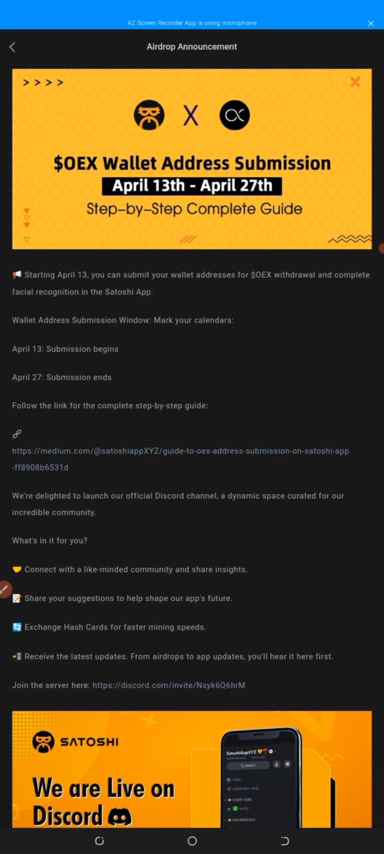 AZ Screen Recorder App is using microphone
Airdrop Announcement
> > > >
X
$OEX Wallet Address Submission
April 13th - April 27th
Step-by-Step Complete Guide
📢 Starting April 13, you can submit your wallet addresses for $OEX withdrawal and complete
facial recognition in the Satoshi App.
Wallet Address Submission Window: Mark your calendars:
April 13: Submission begins
April 27: Submission ends
Follow the link for the complete step-by-step guide:
🔗
https://medium.com/@satoshiappXYZ/guide-to-oex-address-submission-on-satoshi-app
-ff8908b6531d
We're delighted to launch our official Discord channel, a dynamic space curated for our
incredible community.
What's in it for you?
🤝 Connect with a like-minded community and share insights.
📝 Share your suggestions to help shape our app's future.
🔄 Exchange Hash Cards for faster mining speeds.
📲 Receive the latest updates. From airdrops to app updates, you'll hear it here first.
Join the server here: https://discord.com/invite/Nsyk6Q6hrM
SATOSHI
We are Live on
Discord
SatoshiAppXYZ
Search